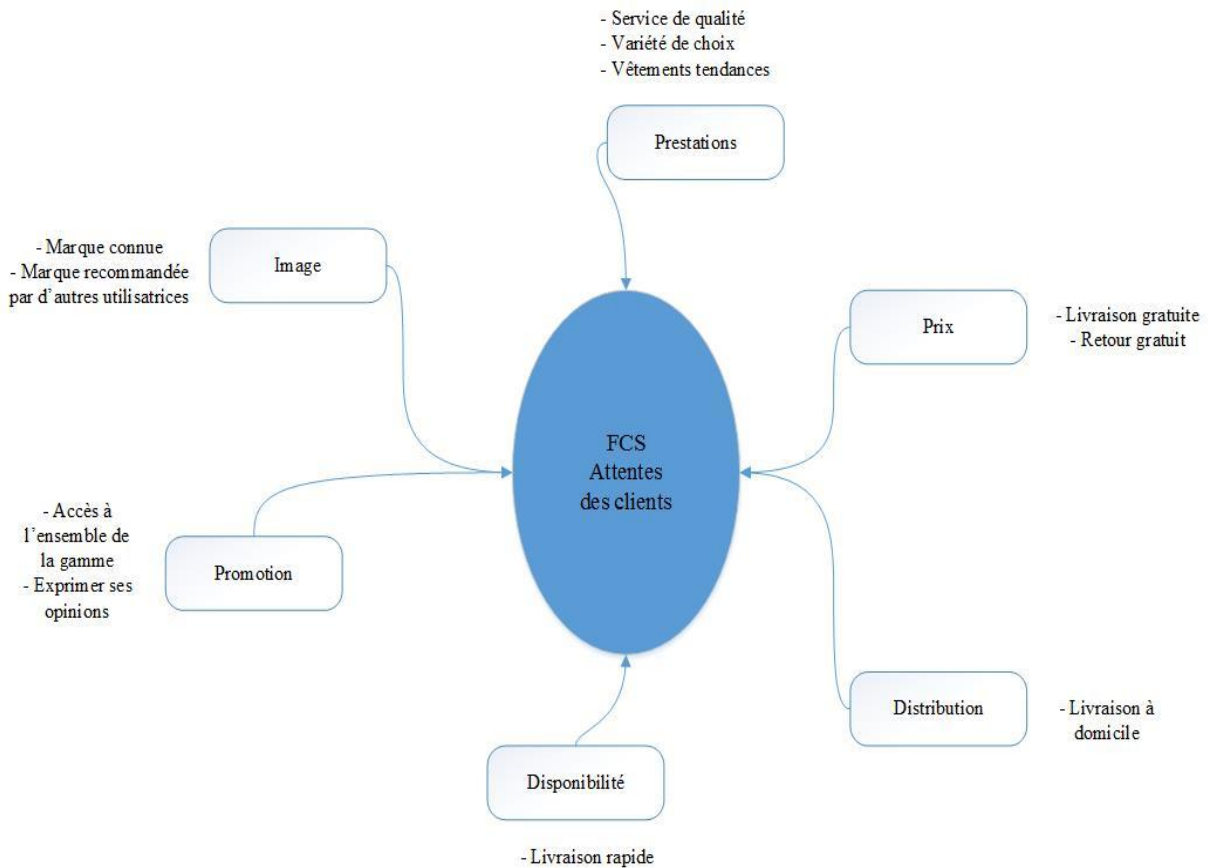 - Service de qualité
- Variété de choix
- Vêtements tendances
Prestations
- Marque connue
- Marque recommandée
par d’autres utilisatrices
Image
Prix
- Livraison gratuite
- Retour gratuit
FCS
Attentes
des clients
- Accès à
l’ensemble de
la gamme
- Exprimer ses
opinions
Promotion
Distribution
- Livraison à
domicile
Disponibilité
- Livraison rapide